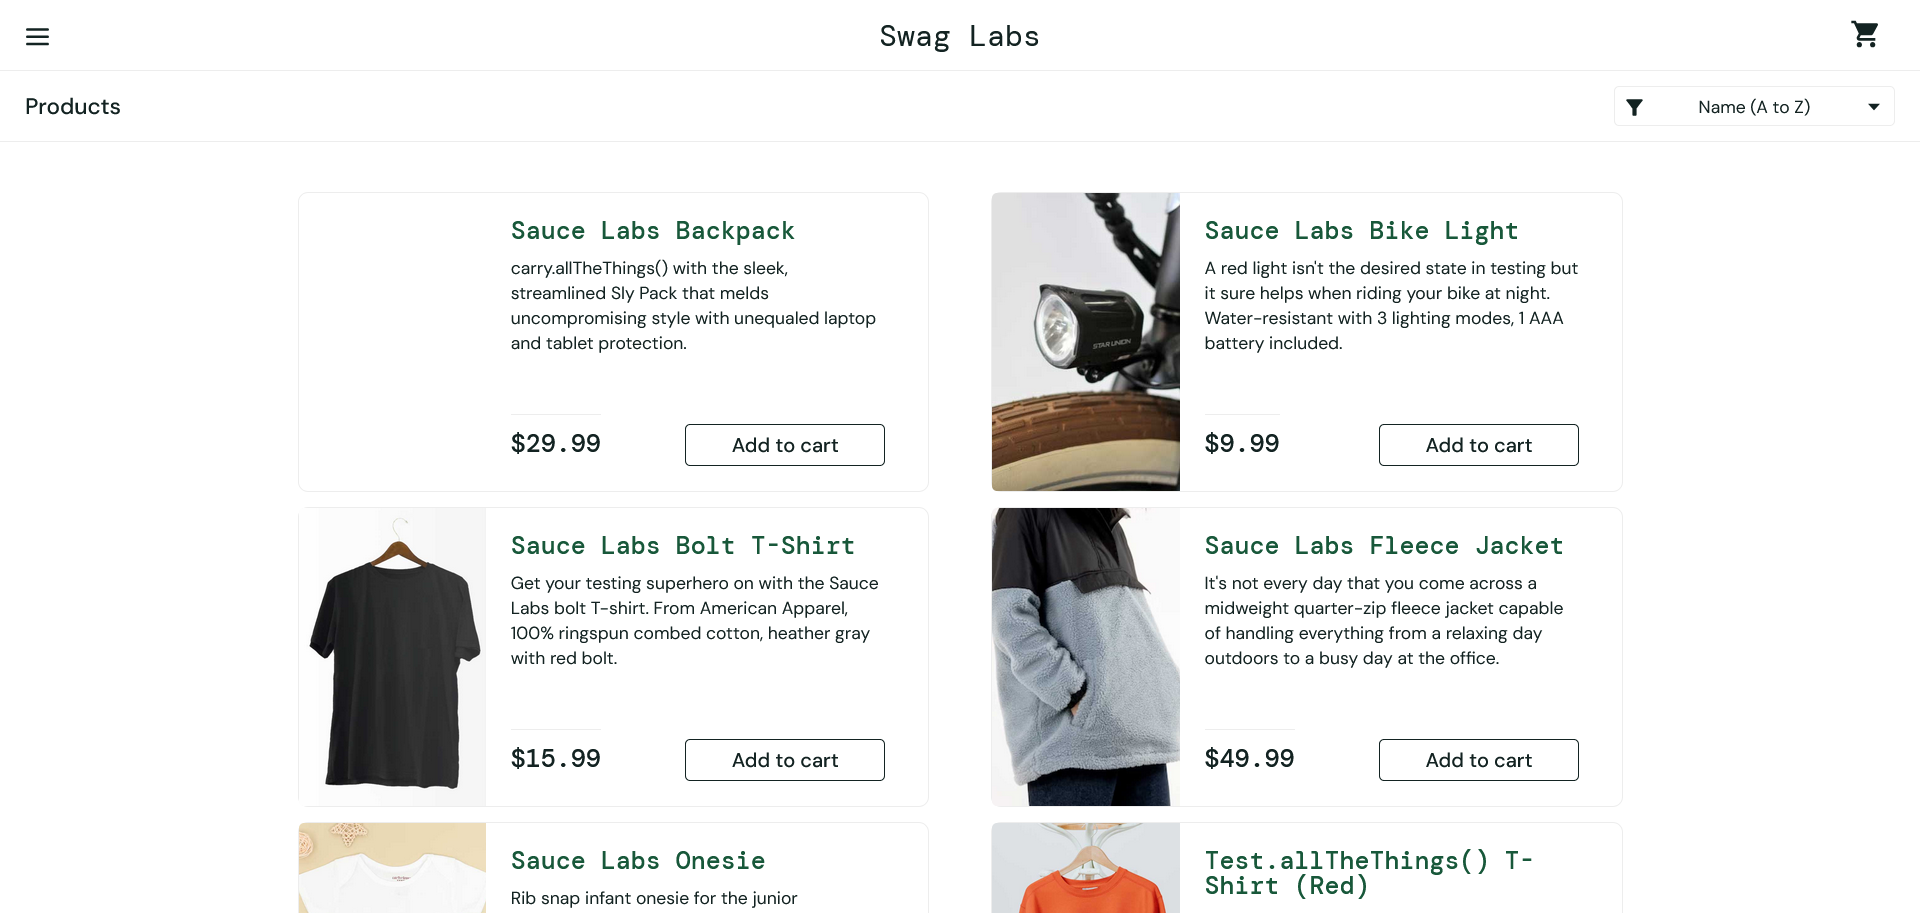 Swag Labs
Products
Name (A to Z)
Sauce Labs Backpack
carry.allTheThings() with the sleek,
streamlined Sly Pack that melds
uncompromising style with unequaled laptop
and tablet protection.
$29.99
Add to cart
STAR UNION
Sauce Labs Bike Light
A red light isn't the desired state in testing but
it sure helps when riding your bike at night.
Water-resistant with 3 lighting modes, 1 AAA
battery included.
$9.99
Add to cart
Sauce Labs Bolt T-Shirt
Get your testing superhero on with the Sauce
Labs bolt T-shirt. From American Apparel,
100% ringspun combed cotton, heather gray
with red bolt.
$15.99
Add to cart
Sauce Labs Fleece Jacket
It's not every day that you come across a
midweight quarter-zip fleece jacket capable
of handling everything from a relaxing day
outdoors to a busy day at the office.
$49.99
Add to cart
Sauce Labs Onesie
Rib snap infant onesie for the junior
Test.allTheThings() T-
Shirt (Red)